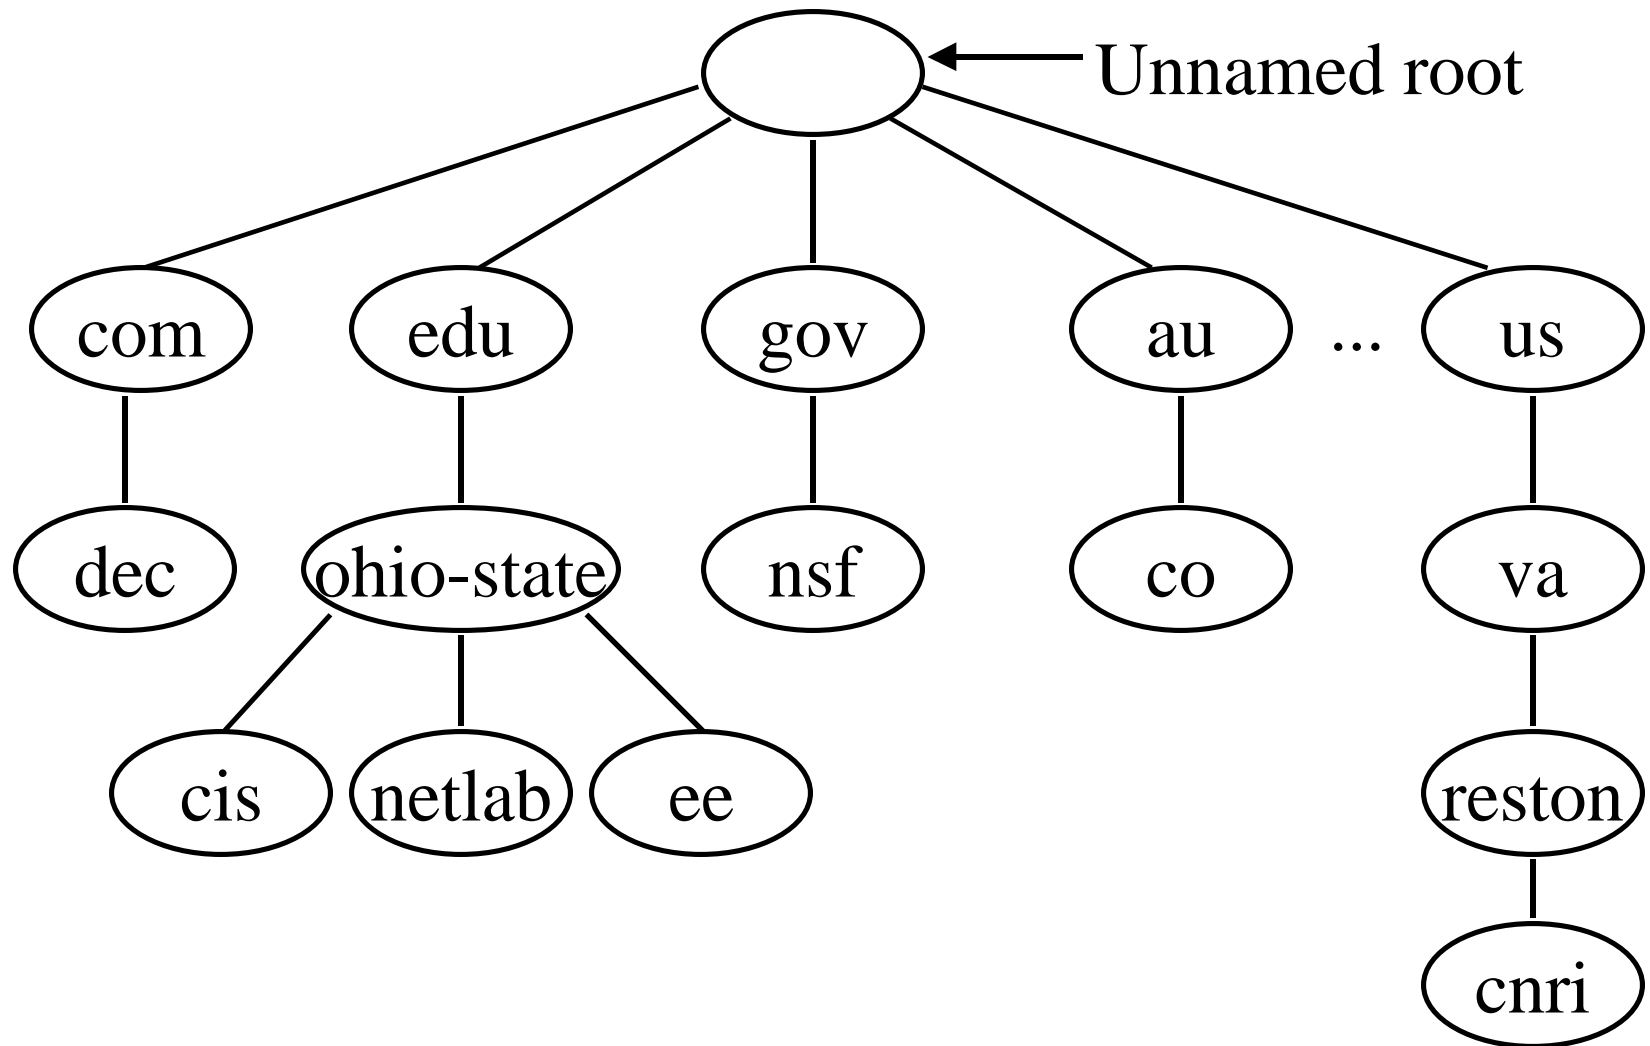 Unnamed root
com edu gov au ... us
dec ohio-state nsf co va
cis netlab ee reston
cnri